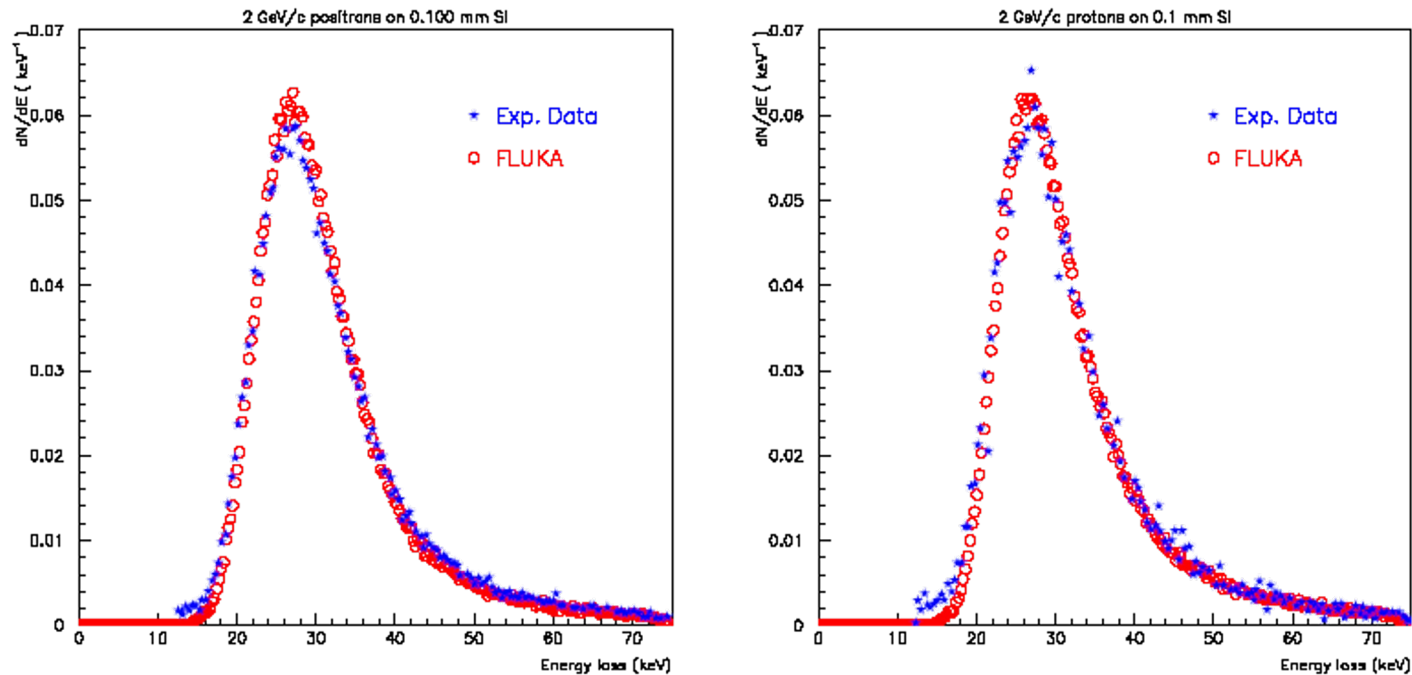 2 GeV/c positrons on 0.100 mm Si
dN/dE ( keV⁻¹ )
0.07
0.06
0.05
0.04
0.03
0.02
0.01
0
Exp. Data
FLUKA
0 10 20 30 40 50 60 70
Energy loss (keV)
2 GeV/c protons on 0.1 mm Si
dN/dE ( keV⁻¹ )
0.07
0.06
0.05
0.04
0.03
0.02
0.01
0
Exp. Data
FLUKA
0 10 20 30 40 50 60 70
Energy loss (keV)